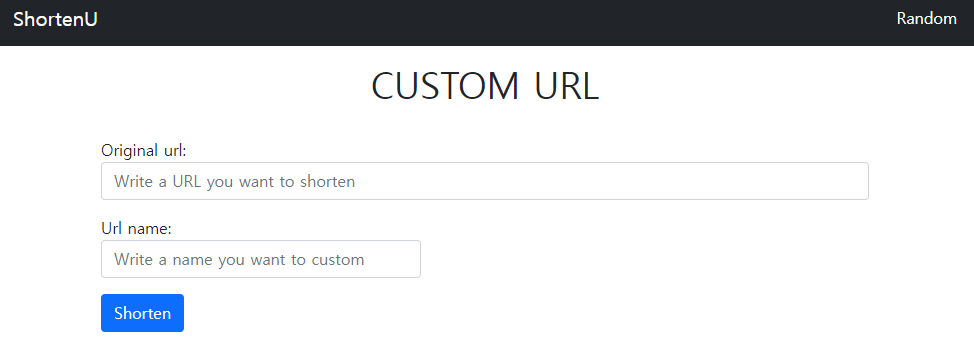 ShortenU
Random
CUSTOM URL
Original url:
Write a URL you want to shorten
Url name:
Write a name you want to custom
Shorten